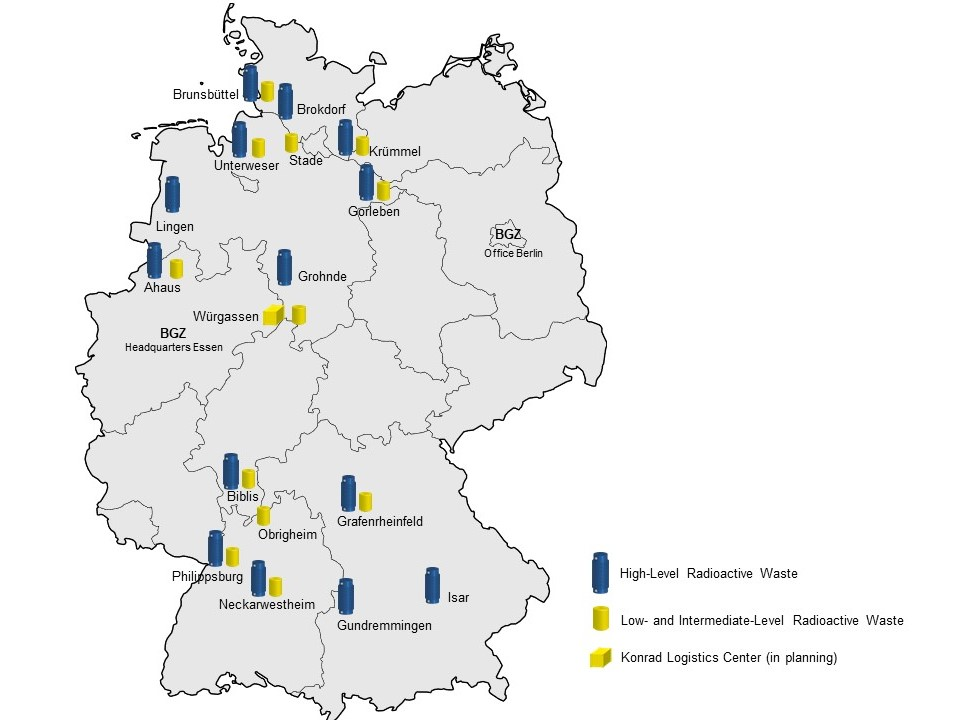 Brunsbüttel
Brokdorf
Krümmel
Stade
Unterweser
Gorleben
Lingen
BGZ
Office Berlin
Grohnde
Ahaus
Würgassen
BGZ
Headquarters Essen
Biblis
Grafenrheinfeld
Obrigheim
Philippsburg
Neckarwestheim
Isar
Gundremmingen
High-Level Radioactive Waste
Low- and Intermediate-Level Radioactive Waste
Konrad Logistics Center (in planning)